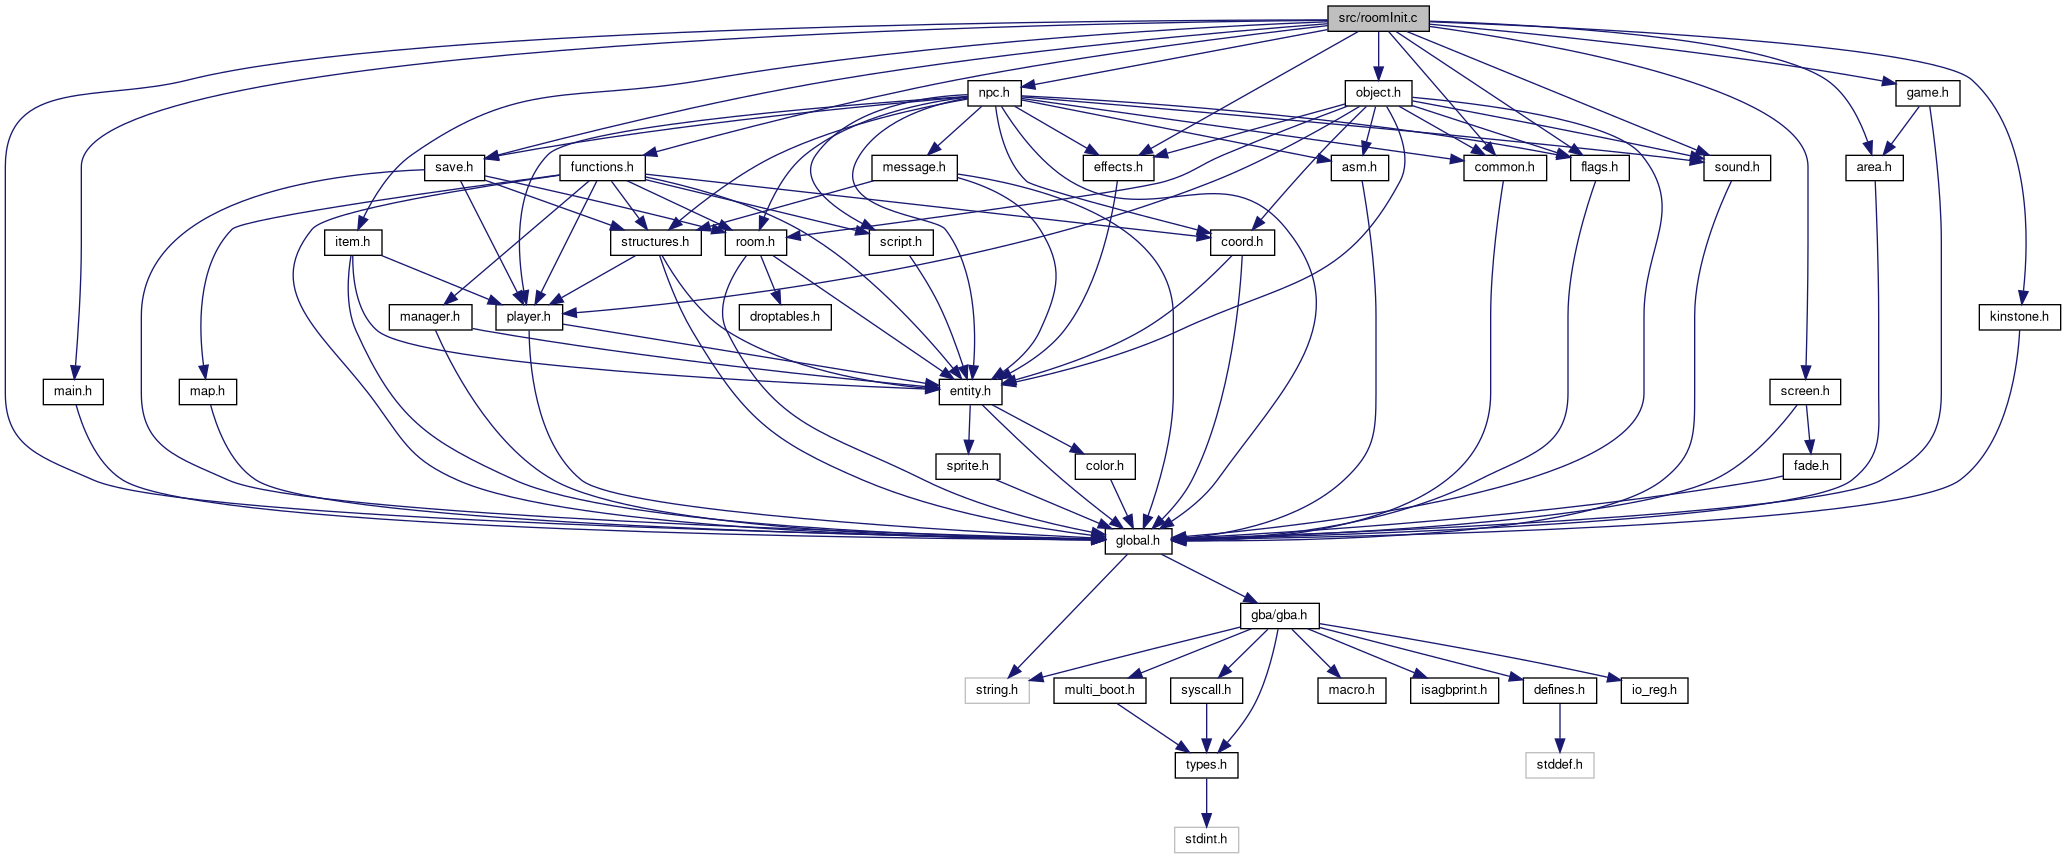 src/roomInit.c
npc.h
object.h
game.h
save.h
functions.h
message.h
effects.h
asm.h
common.h
flags.h
sound.h
area.h
item.h
structures.h
room.h
script.h
coord.h
manager.h
player.h
droptables.h
kinstone.h
main.h
map.h
entity.h
screen.h
sprite.h
color.h
fade.h
global.h
gba/gba.h
string.h
multi_boot.h
syscall.h
macro.h
isagbprint.h
defines.h
io_reg.h
types.h
stddef.h
stdint.h